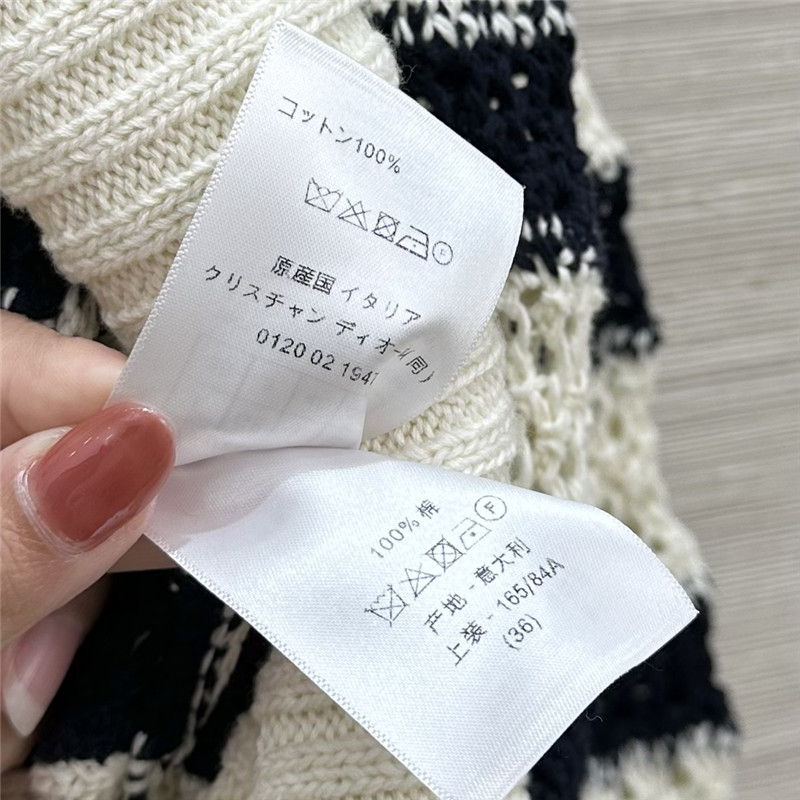 コットン100%
F
原産国 イタリア
クリスチャン ディオール(同)
0120 02 1947
100% 棉
F
产地 - 意大利
上装 - 165/84A
(36)